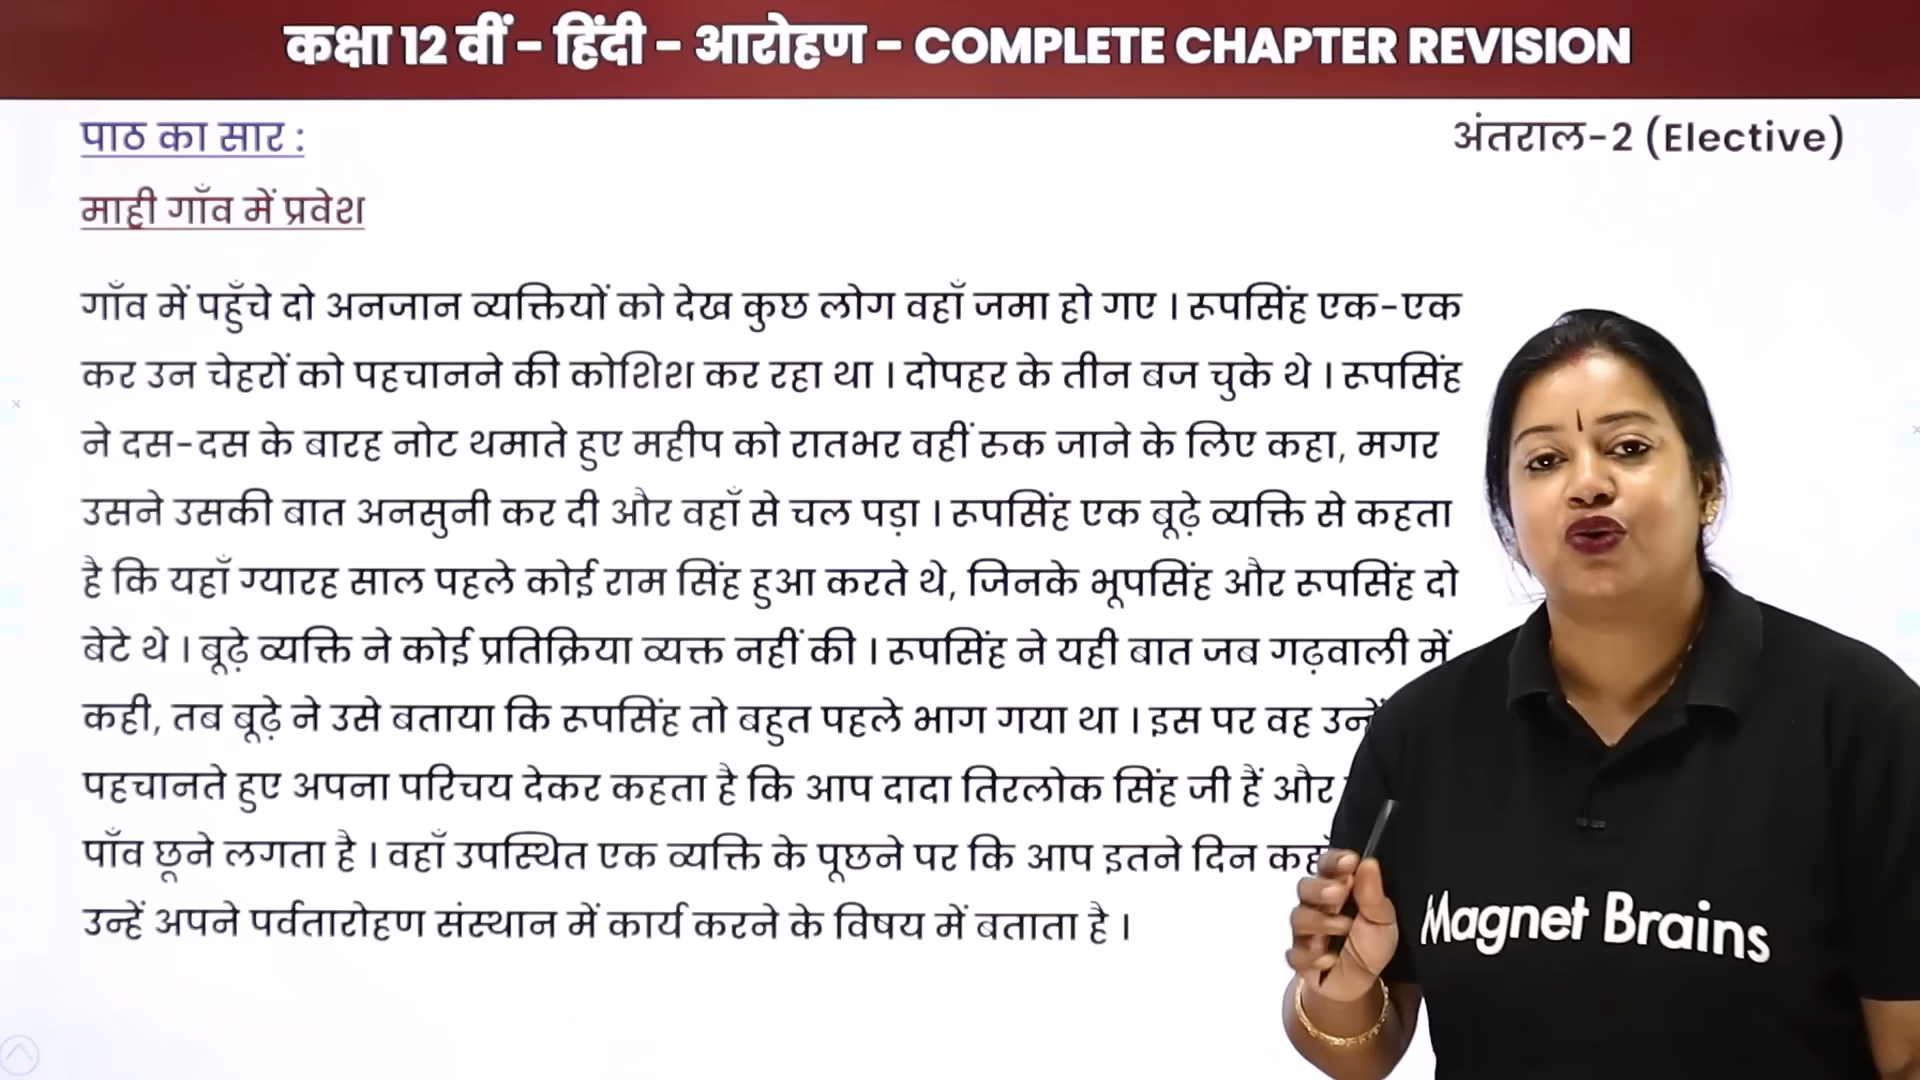 कक्षा 12 वीं - हिंदी - आरोहण - COMPLETE CHAPTER REVISION
पाठ का सार :
अंतराल-2 (Elective)
माही गाँव में प्रवेश
गाँव में पहुँचे दो अनजान व्यक्तियों को देख कुछ लोग वहाँ जमा हो गए । रूपसिंह एक-एक
कर उन चेहरों को पहचानने की कोशिश कर रहा था । दोपहर के तीन बज चुके थे । रूपसिंह
ने दस-दस के बारह नोट थमाते हुए महीप को रातभर वहीं रुक जाने के लिए कहा, मगर
उसने उसकी बात अनसुनी कर दी और वहाँ से चल पड़ा । रूपसिंह एक बूढ़े व्यक्ति से कहता
है कि यहाँ ग्यारह साल पहले कोई राम सिंह हुआ करते थे, जिनके भूपसिंह और रूपसिंह दो
बेटे थे । बूढ़े व्यक्ति ने कोई प्रतिक्रिया व्यक्त नहीं की । रूपसिंह ने यही बात जब गढ़वाली में
कही, तब बूढ़े ने उसे बताया कि रूपसिंह तो बहुत पहले भाग गया था । इस पर वह उन्हें
पहचानते हुए अपना परिचय देकर कहता है कि आप दादा तिरलोक सिंह जी हैं और
पाँव छूने लगता है । वहाँ उपस्थित एक व्यक्ति के पूछने पर कि आप इतने दिन कहाँ
उन्हें अपने पर्वतारोहण संस्थान में कार्य करने के विषय में बताता है ।
Magnet Brains